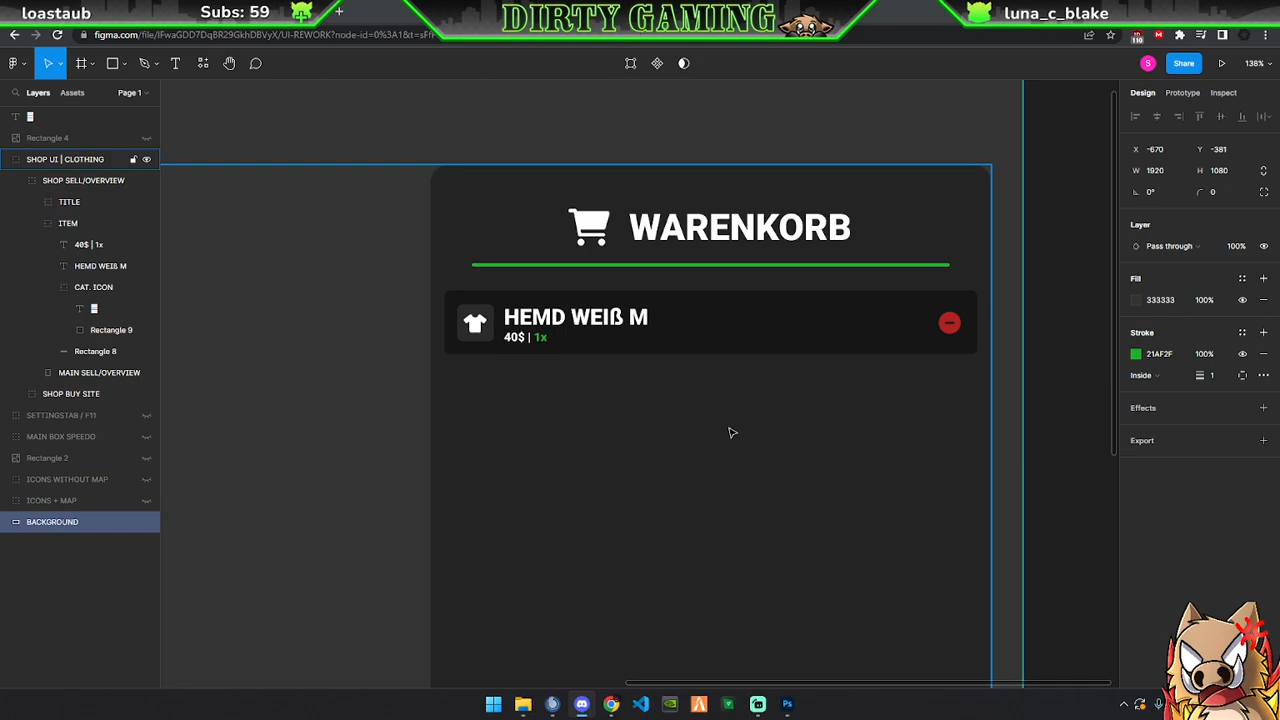 loastaub
Subs: 59
DIRTY GAMING
luna_c_blake
figma.com/file/IFwaGDD7DqBR29GkhDBVyX/UI-REWORK?node-id=0%3A1&t=sFf
110
S
Share
138%
Layers
Assets
Page 1
Design
Prototype
Inspect
Rectangle 4
SHOP UI | CLOTHING
SHOP SELL/OVERVIEW
TITLE
ITEM
40$ | 1x
HEMD WEIß M
CAT. ICON
Rectangle 9
Rectangle 8
MAIN SELL/OVERVIEW
SHOP BUY SITE
SETTINGSTAB / F11
MAIN BOX SPEEDO
Rectangle 2
ICONS WITHOUT MAP
ICONS + MAP
BACKGROUND
WARENKORB
HEMD WEIß M
40$ | 1x
X -670 Y -381
W 1920 H 1080
0° 0
Layer
Pass through 100%
Fill
333333 100%
Stroke
21AF2F 100%
Inside 1
Effects
Export
Ps